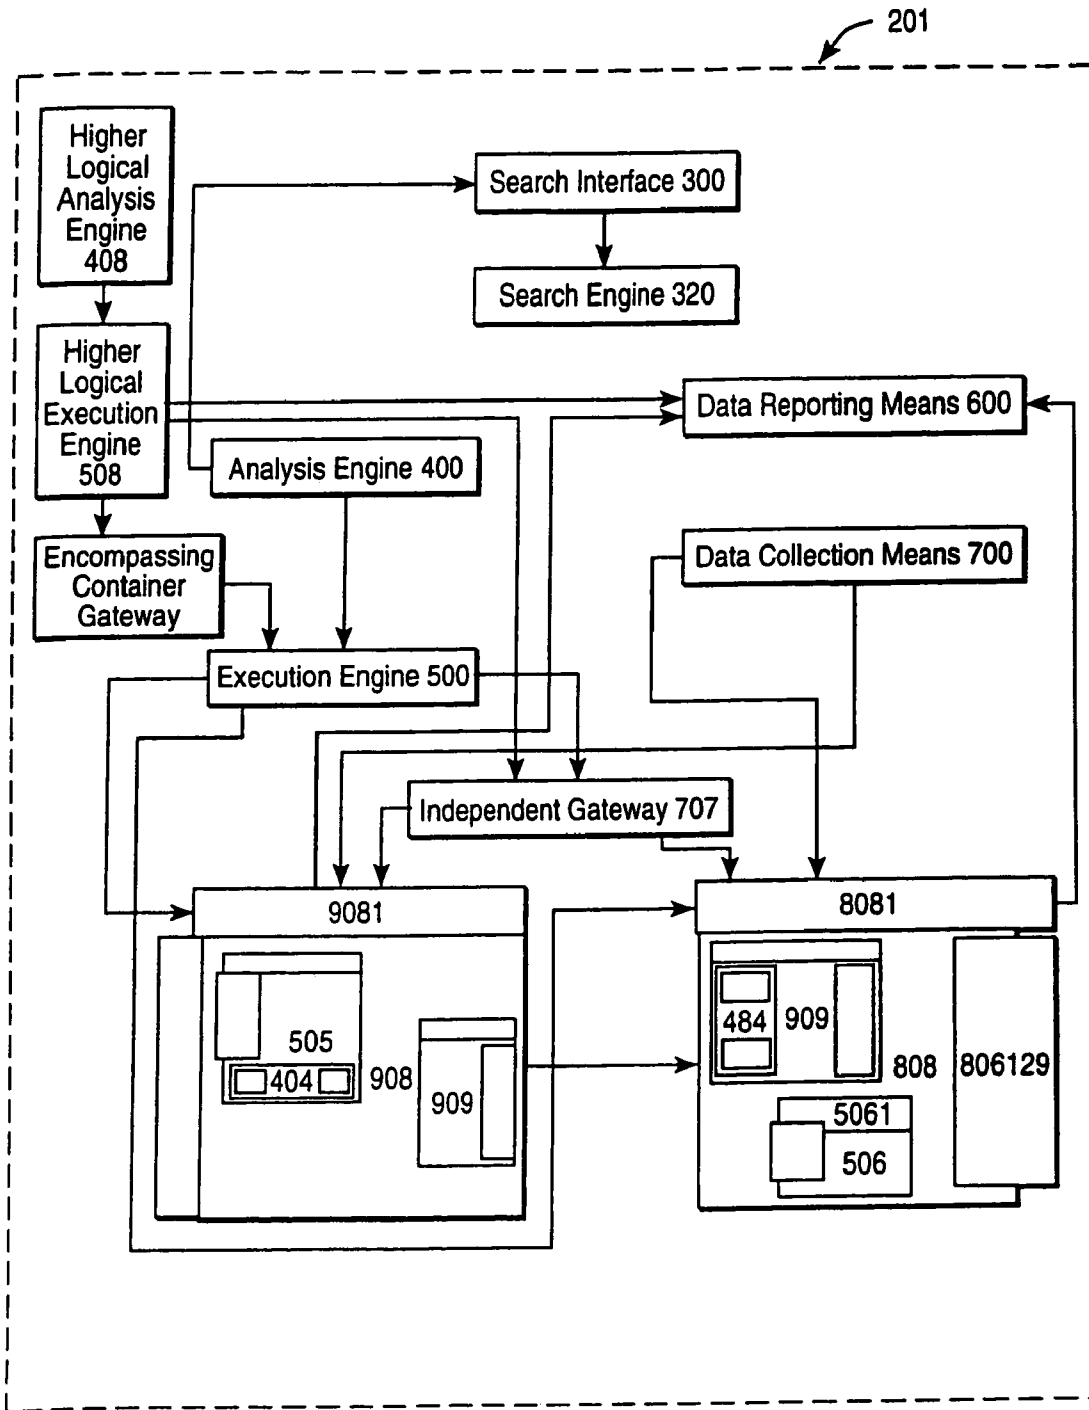 201
Higher
Logical
Analysis
Engine
408
Search Interface 300
Search Engine 320
Higher
Logical
Execution
Engine
508
Data Reporting Means 600
Analysis Engine 400
Encompassing
Container
Gateway
Data Collection Means 700
Execution Engine 500
Independent Gateway 707
9081
8081
505
404
908
909
484
909
808
806129
5061
506